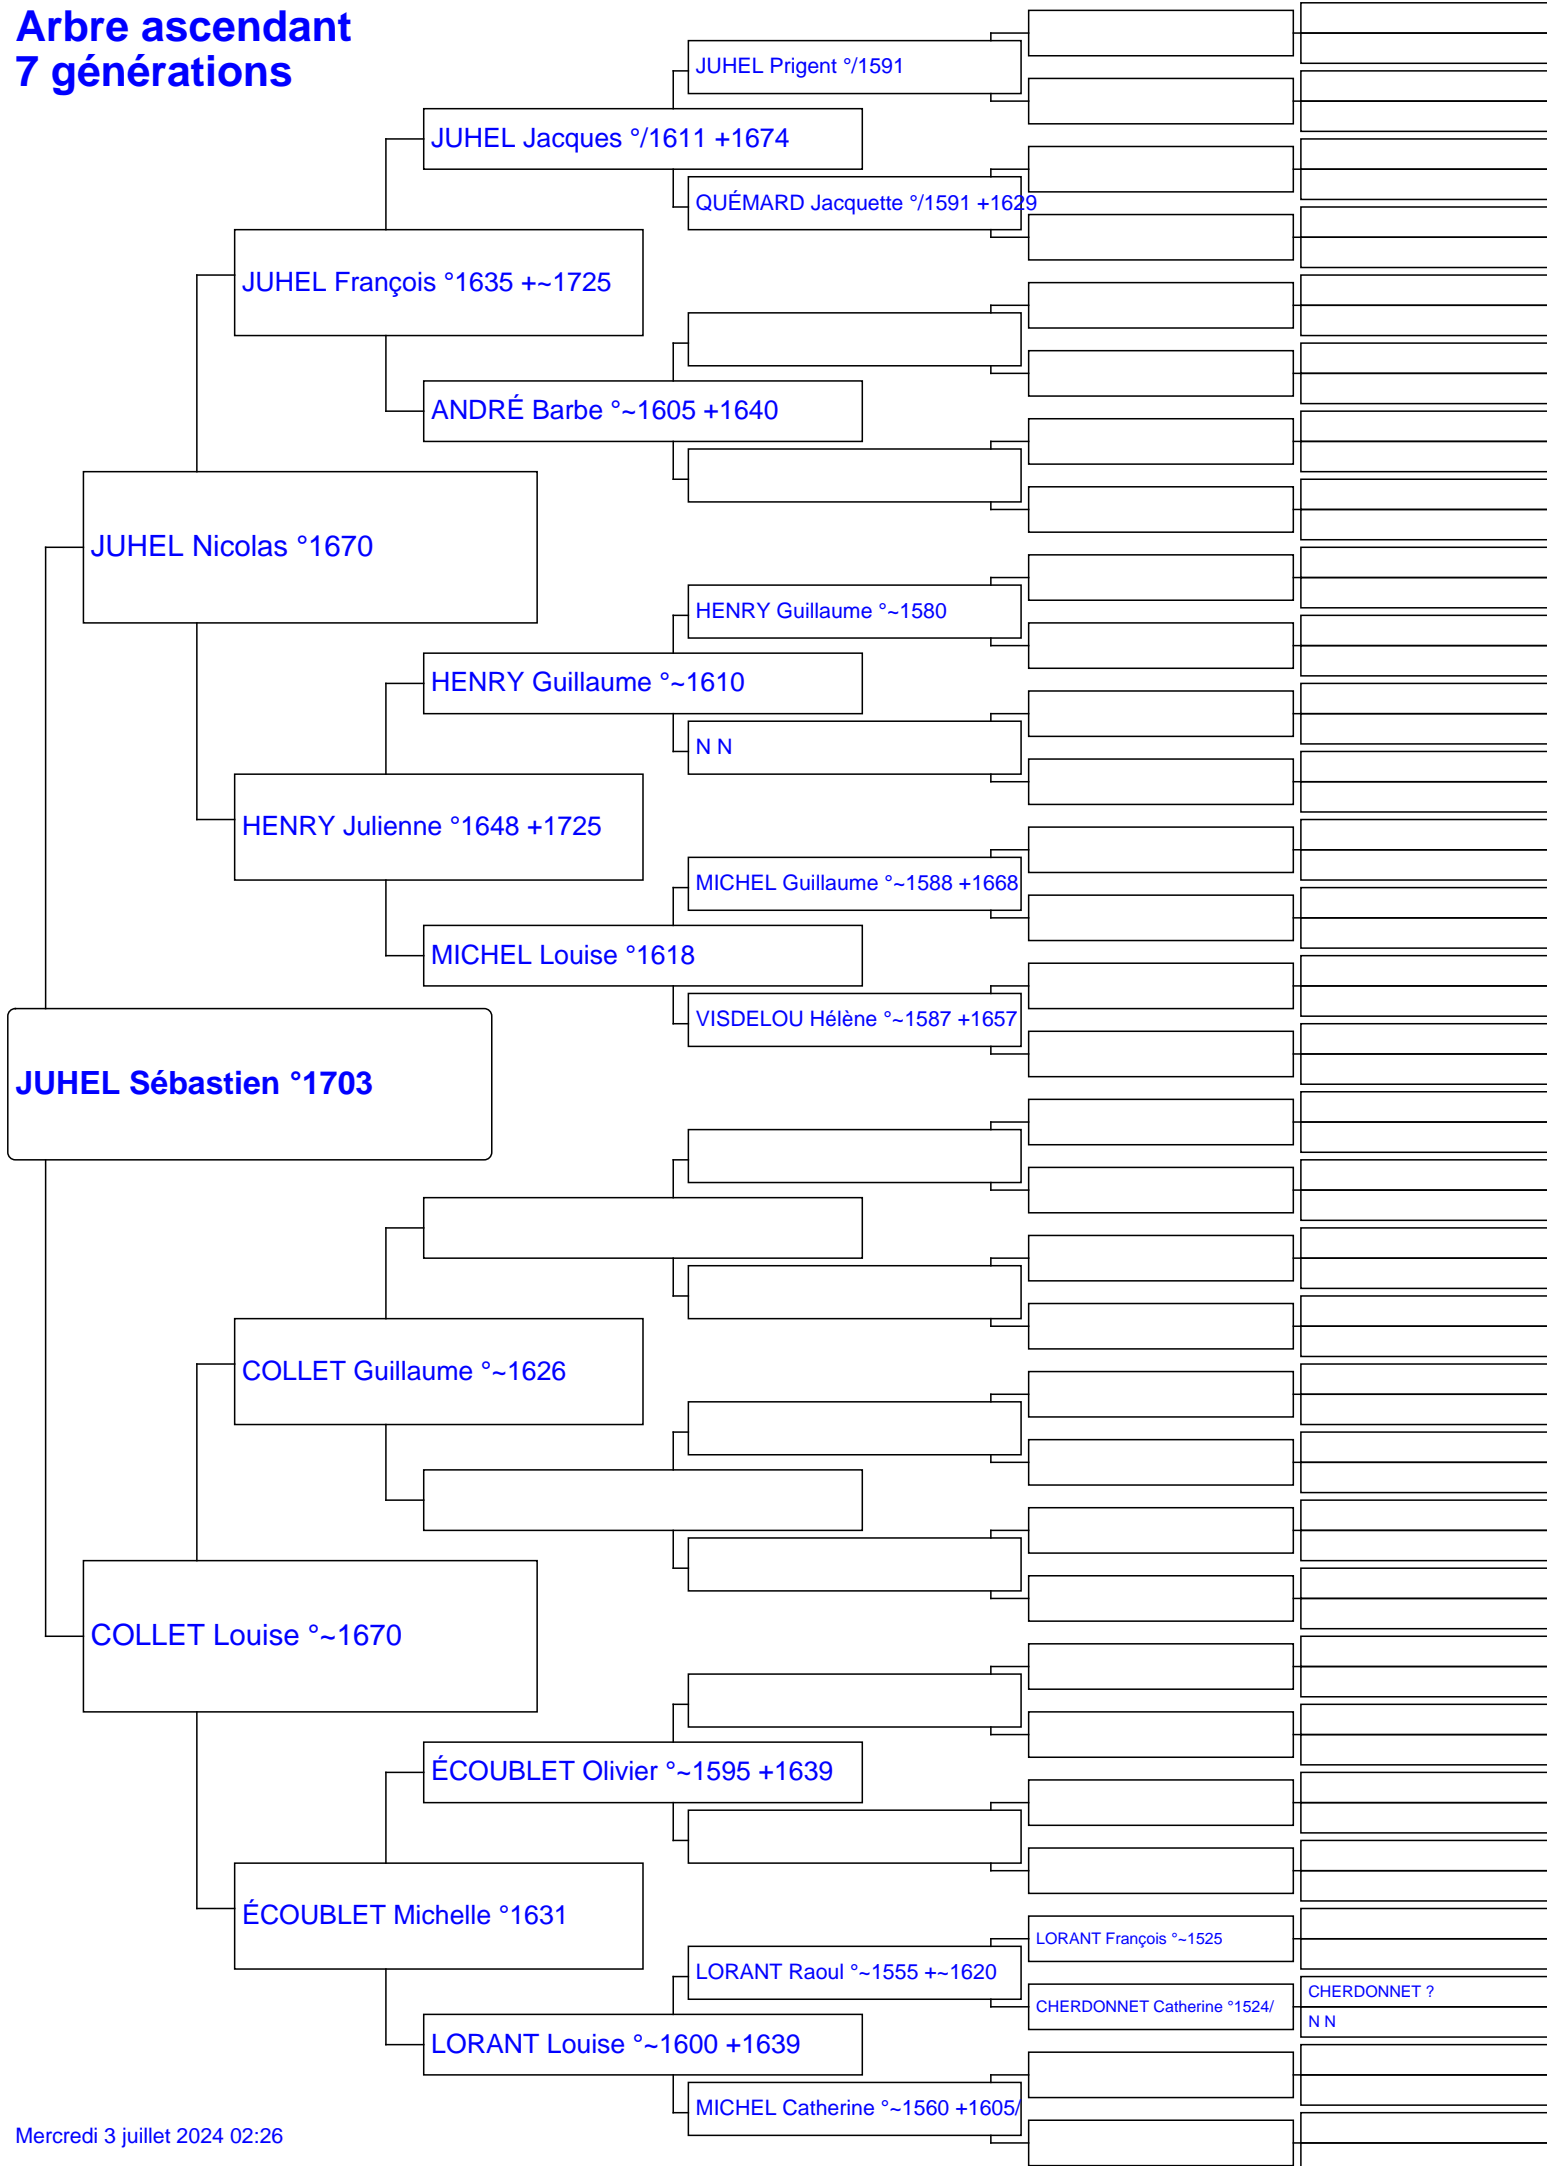 Arbre ascendant
7 générations
JUHEL Prigent °/1591
JUHEL Jacques °/1611 +1674
QUÉMARD Jacquette °/1591 +1629
JUHEL François °1635 +~1725
ANDRÉ Barbe °~1605 +1640
JUHEL Nicolas °1670
HENRY Guillaume °~1580
HENRY Guillaume °~1610
N N
HENRY Julienne °1648 +1725
MICHEL Guillaume °~1588 +1668
MICHEL Louise °1618
VISDELOU Hélène °~1587 +1657
JUHEL Sébastien °1703
COLLET Guillaume °~1626
COLLET Louise °~1670
ÉCOUBLET Olivier °~1595 +1639
ÉCOUBLET Michelle °1631
LORANT François °~1525
LORANT Raoul °~1555 +~1620
CHERDONNET ?
CHERDONNET Catherine °1524/
N N
LORANT Louise °~1600 +1639
MICHEL Catherine °~1560 +1605/
Mercredi 3 juillet 2024 02:26